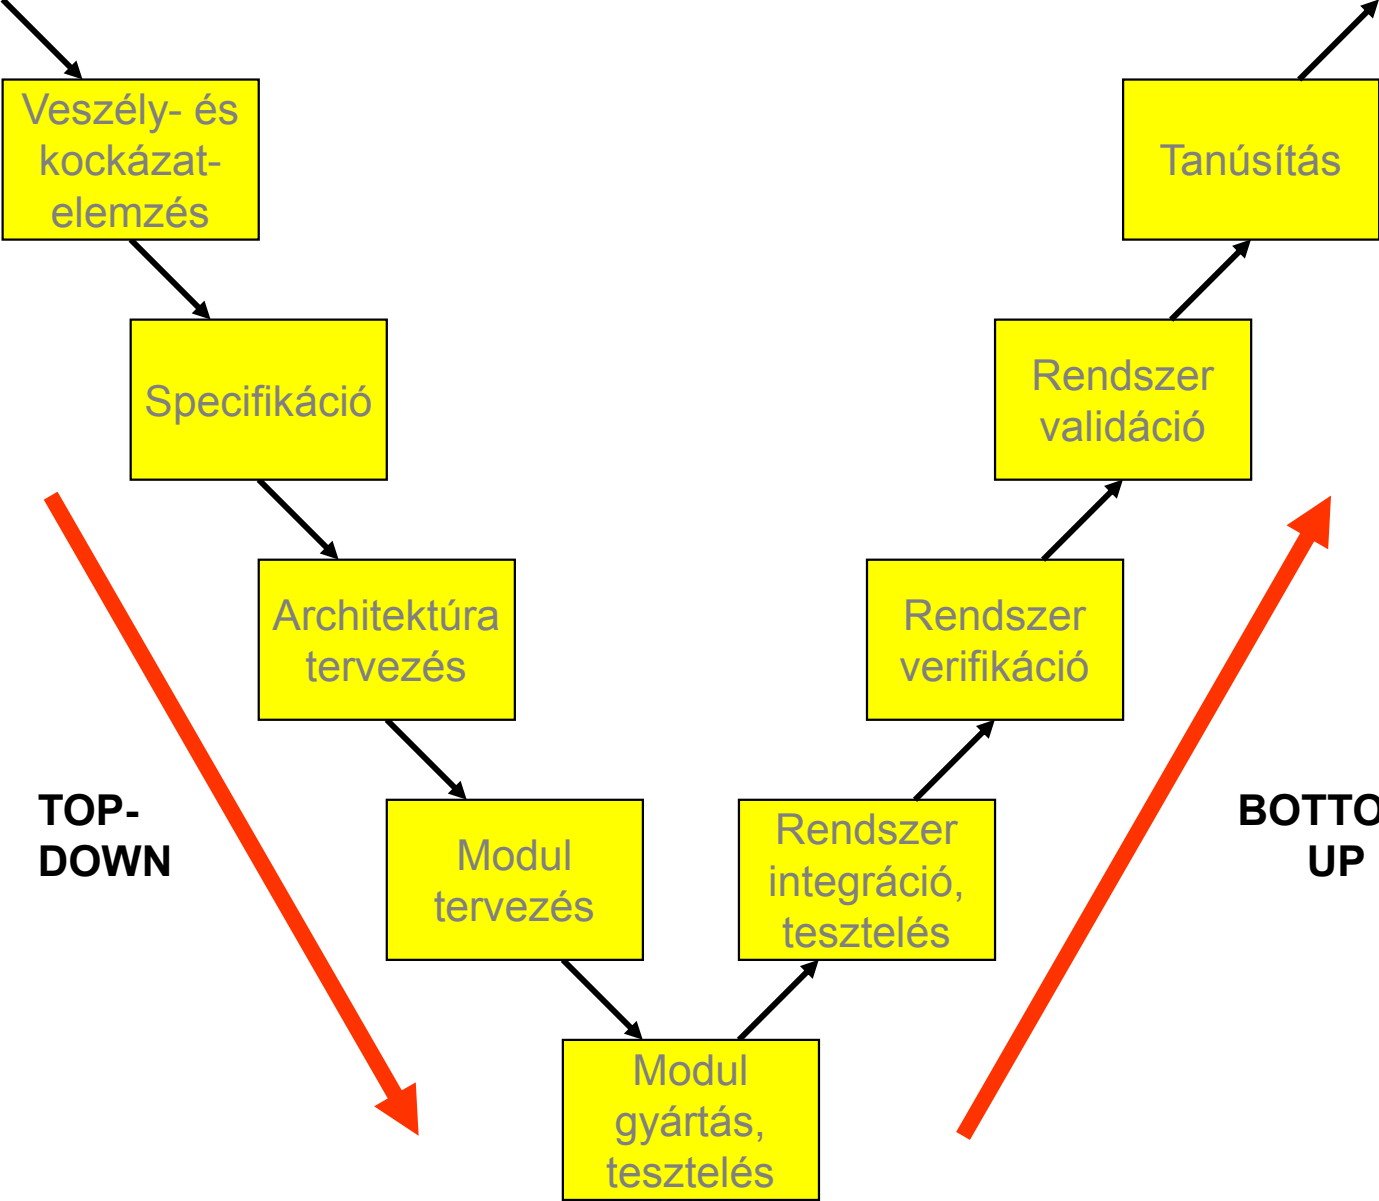 Veszély- és
kockázat-
elemzés
Specifikáció
Architektúra
tervezés
TOP-
DOWN
Modul
tervezés
Modul
gyártás,
tesztelés
Rendszer
integráció,
tesztelés
Rendszer
verifikáció
Rendszer
validáció
Tanúsítás
BOTTO
UP